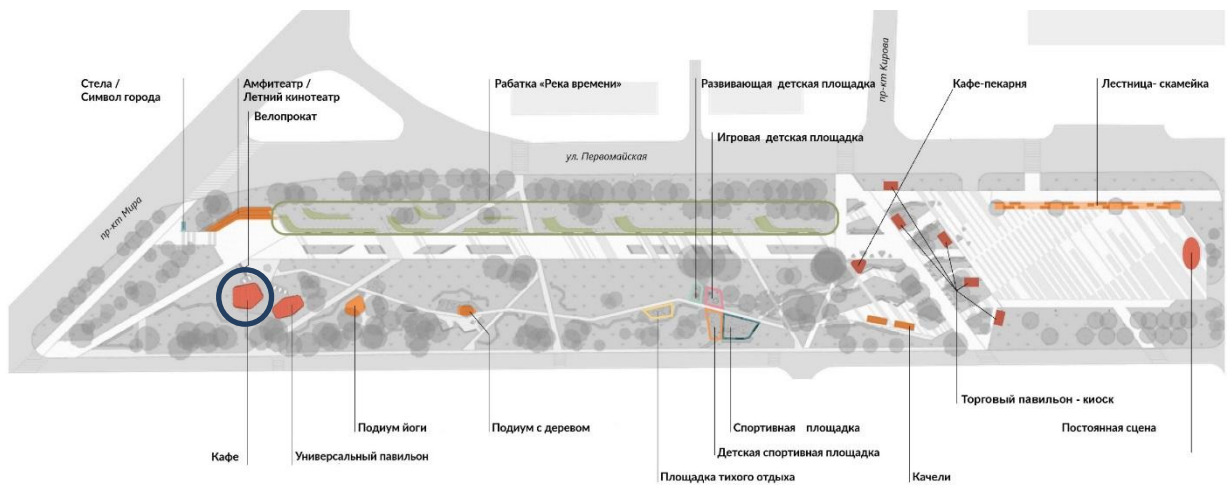 Стела /
Символ города
Амфитеатр /
Летний кинотеатр
Велопрокат
Рабатка «Река времени»
Развивающая детская площадка
Игровая детская площадка
пр-кт Кирова
Кафе-пекарня
Лестница- скамейка
ул. Первомайская
пр-кт Мира
Торговый павильон - киоск
Подиум йоги
Подиум с деревом
Спортивная площадка
Постоянная сцена
Кафе
Универсальный павильон
Детская спортивная площадка
Площадка тихого отдыха
Качели